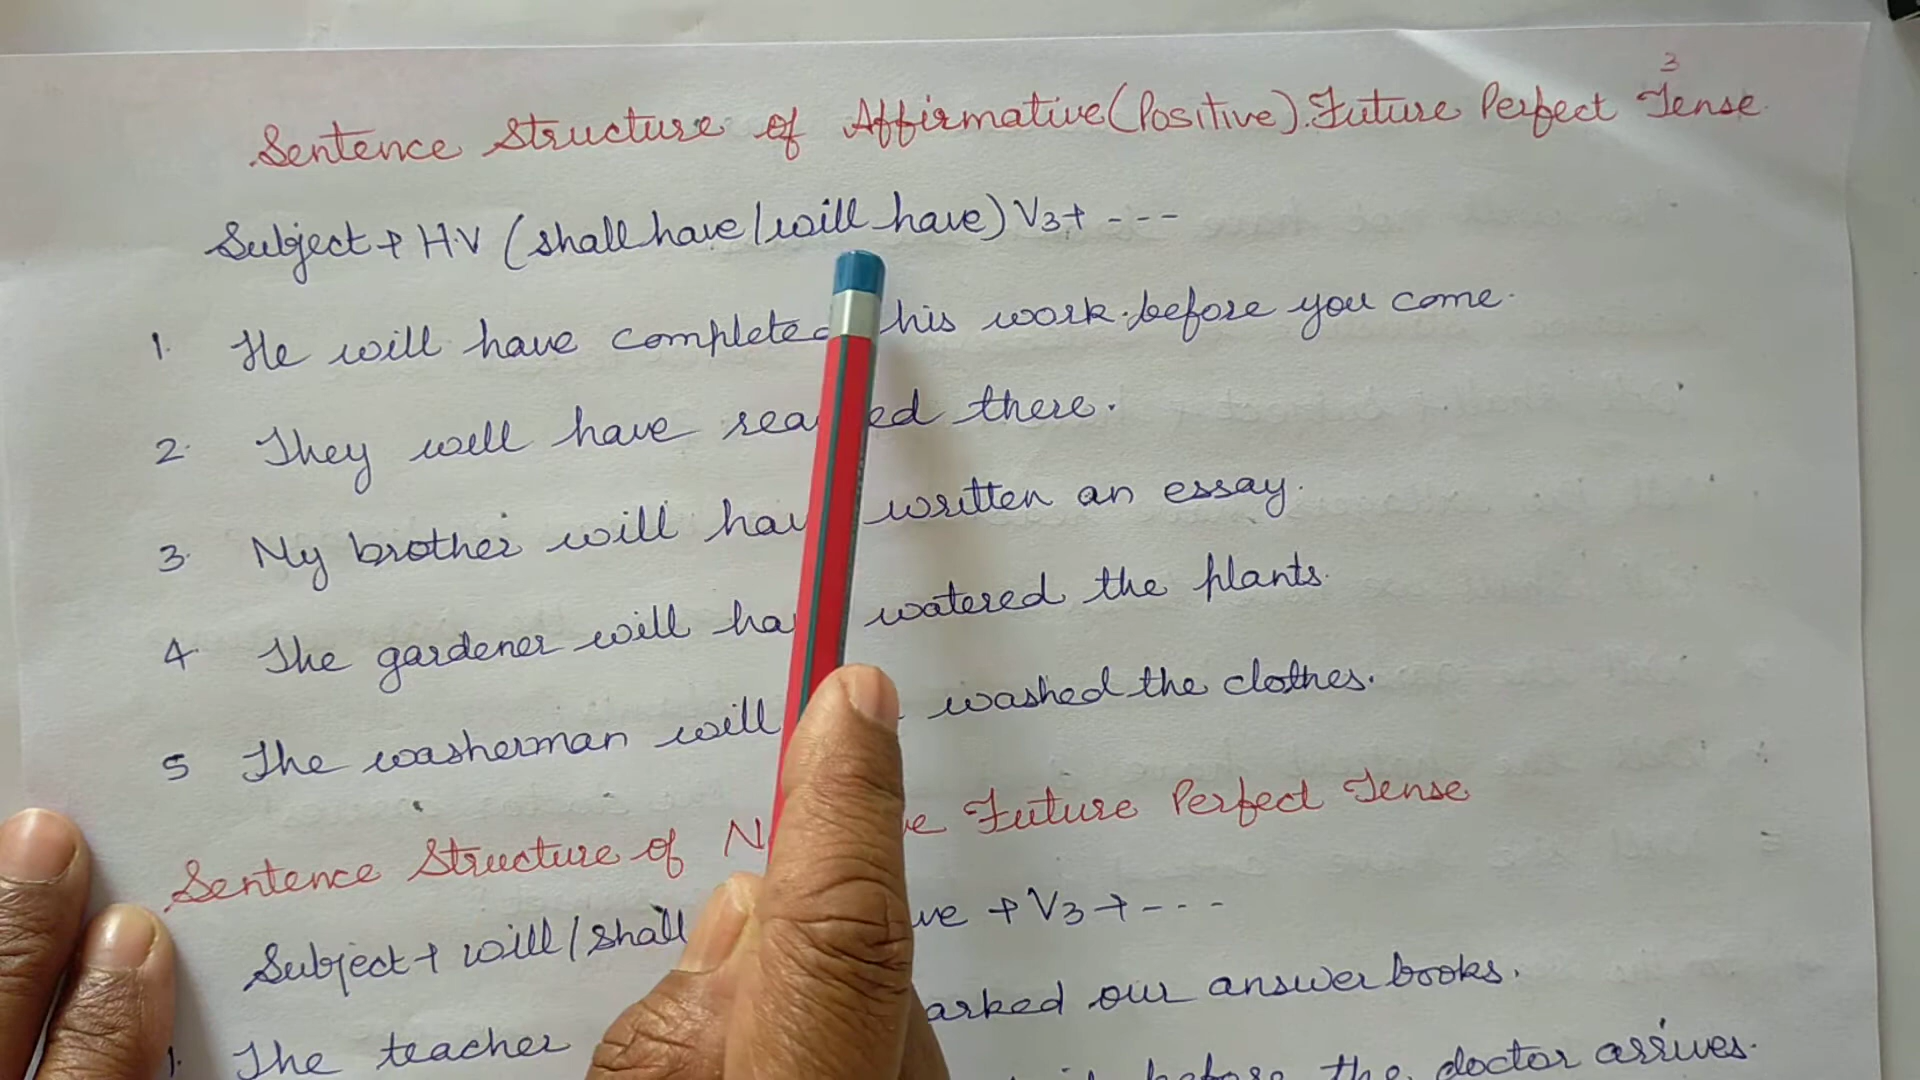 3
Sentence Structure of Affirmative (Positive). Future Perfect Tense
Subject + H.V (shall have / will have) V3 + ---
1. He will have completed his work before you come.
2. They will have rea ed there.
3. My brother will hav written an essay.
4. The gardener will ha watered the plants.
5 The washerman will washed the clothes.
Sentence Structure of N ve Future Perfect Tense
Subject + will / shall ve + V3 + ---
1. The teacher arked our answer books.
before the doctor arrives.